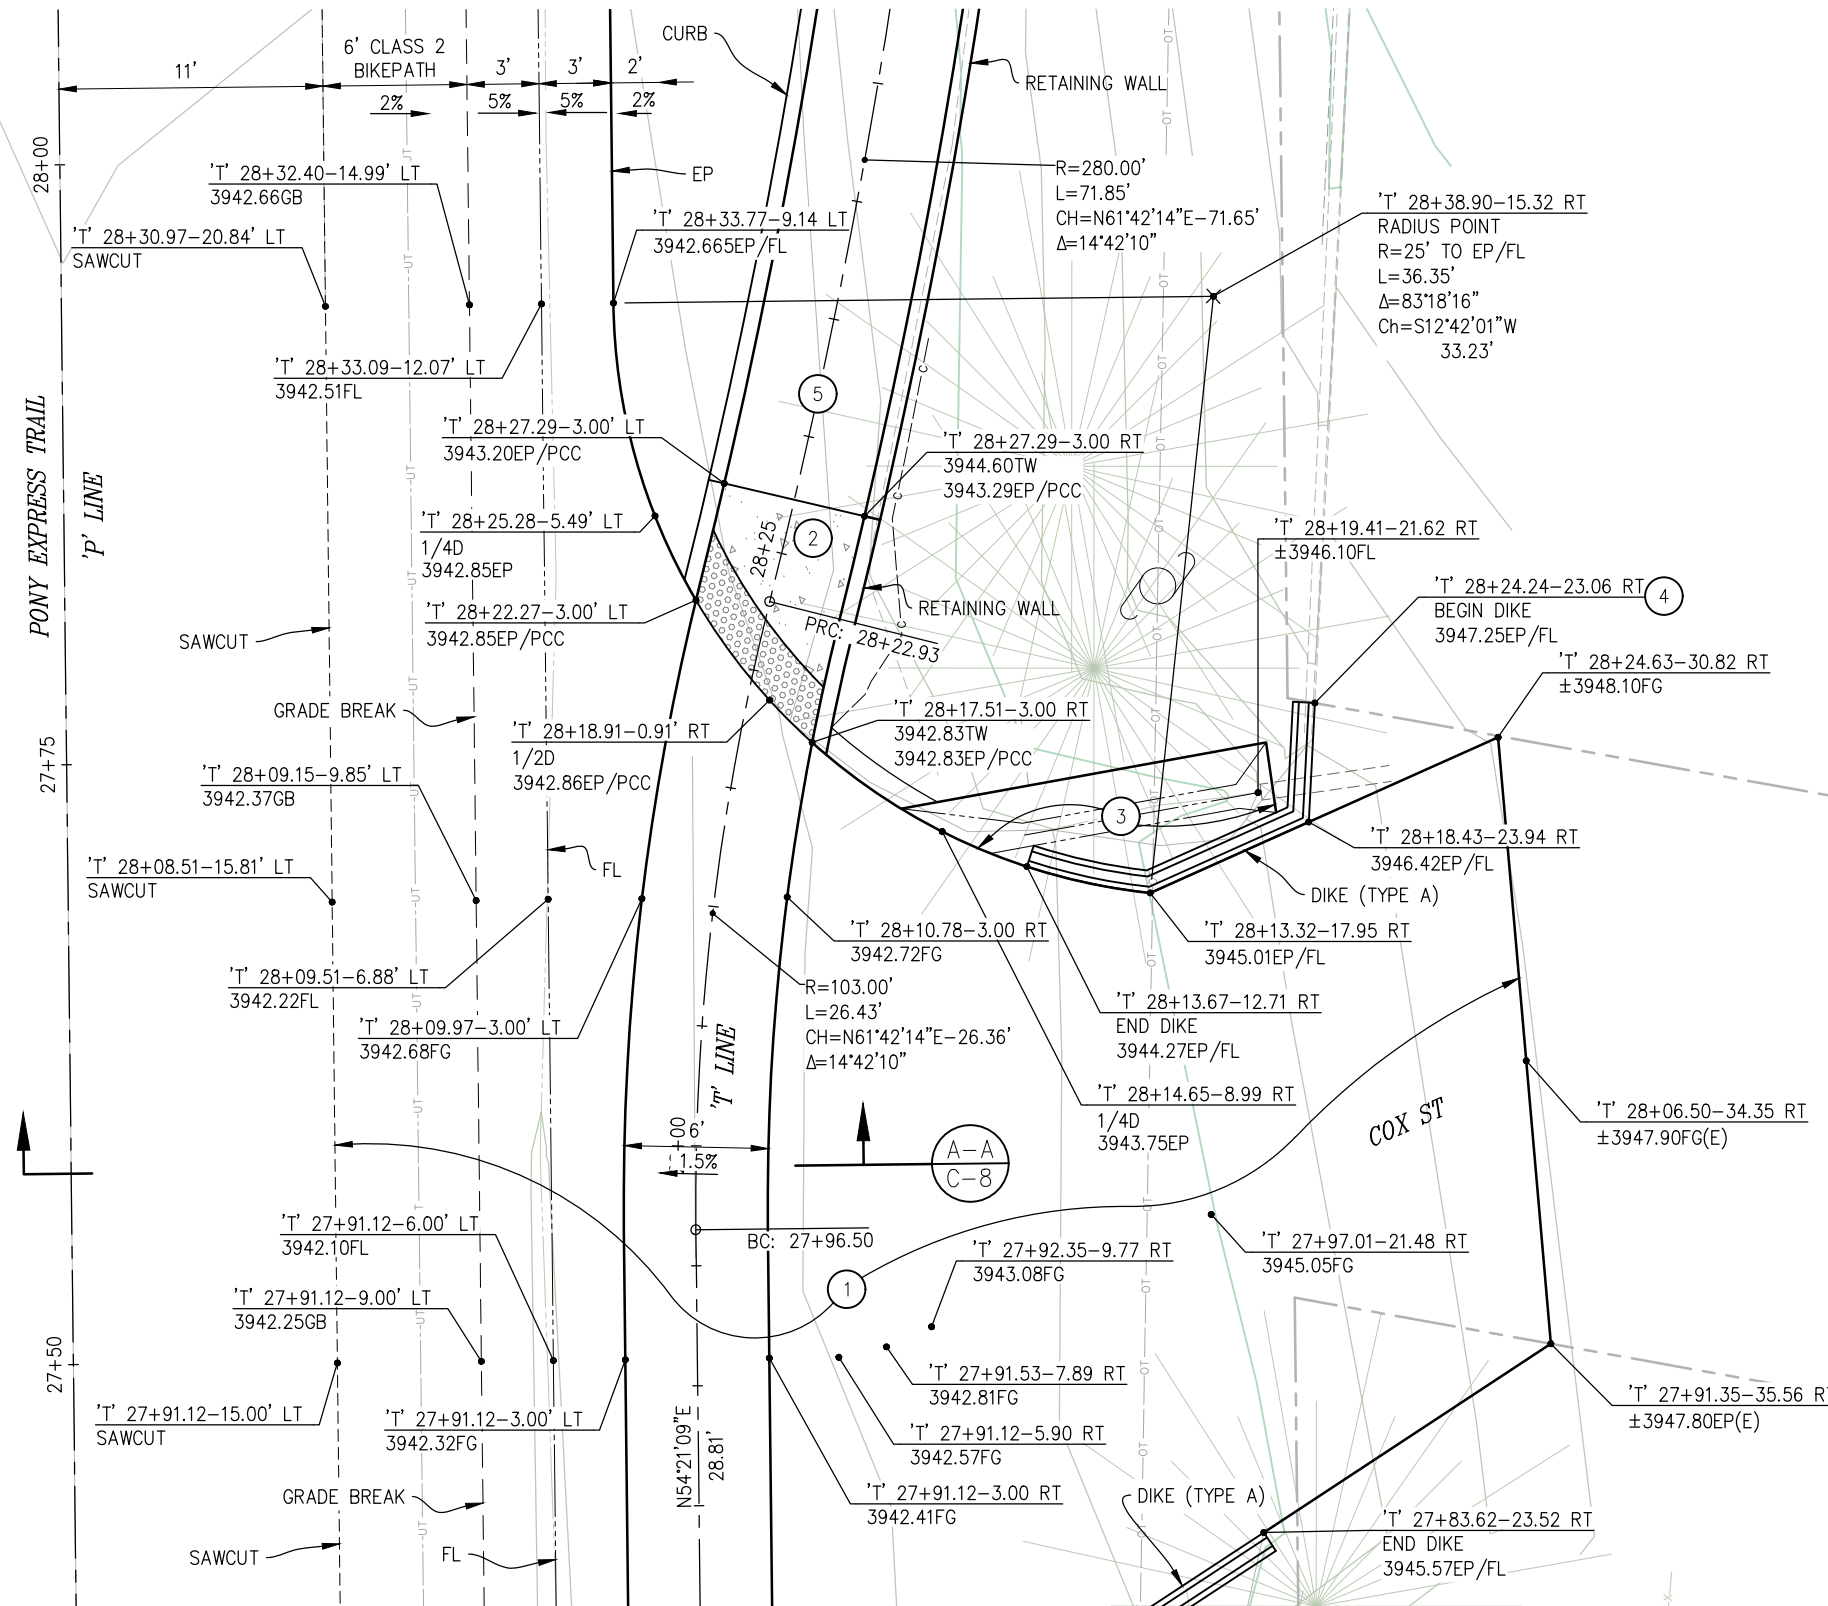 11'
6' CLASS 2
BIKEPATH
3'
3'
2'
2%
5%
5%
2%
CURB
RETAINING WALL
28+00
'T' 28+32.40-14.99' LT
3942.66GB
EP
R=280.00'
L=71.85'
CH=N61°42'14"E-71.65'
Δ=14°42'10"
'T' 28+38.90-15.32 RT
RADIUS POINT
R=25' TO EP/FL
L=36.35'
Δ=83°18'16"
Ch=S12°42'01"W
33.23'
'T' 28+30.97-20.84' LT
SAWCUT
'T' 28+33.77-9.14 LT
3942.665EP/FL
'T' 28+33.09-12.07' LT
3942.51FL
5
PONY EXPRESS TRAIL
'P' LINE
'T' 28+27.29-3.00' LT
3943.20EP/PCC
'T' 28+27.29-3.00 RT
3944.60TW
3943.29EP/PCC
'T' 28+25.28-5.49' LT
1/4D
3942.85EP
28+25
2
'T' 28+19.41-21.62 RT
±3946.10FL
'T' 28+24.24-23.06 RT
BEGIN DIKE
3947.25EP/FL
4
'T' 28+22.27-3.00' LT
3942.85EP/PCC
RETAINING WALL
PRC: 28+22.93
SAWCUT
'T' 28+24.63-30.82 RT
±3948.10FG
GRADE BREAK
'T' 28+18.91-0.91' RT
1/2D
3942.86EP/PCC
'T' 28+17.51-3.00 RT
3942.83TW
3942.83EP/PCC
27+75
'T' 28+09.15-9.85' LT
3942.37GB
3
'T' 28+18.43-23.94 RT
3946.42EP/FL
'T' 28+08.51-15.81' LT
SAWCUT
FL
DIKE (TYPE A)
'T' 28+10.78-3.00 RT
3942.72FG
'T' 28+13.32-17.95 RT
3945.01EP/FL
'T' 28+09.51-6.88' LT
3942.22FL
R=103.00'
L=26.43'
CH=N61°42'14"E-26.36'
Δ=14°42'10"
'T' 28+13.67-12.71 RT
END DIKE
3944.27EP/FL
'T' 28+09.97-3.00' LT
3942.68FG
'T' LINE
'T' 28+14.65-8.99 RT
1/4D
3943.75EP
COX ST
'T' 28+06.50-34.35 RT
±3947.90FG(E)
+00
6'
1.5%
A-A
C-8
'T' 27+91.12-6.00' LT
3942.10FL
BC: 27+96.50
'T' 27+92.35-9.77 RT
3943.08FG
'T' 27+97.01-21.48 RT
3945.05FG
1
'T' 27+91.12-9.00' LT
3942.25GB
27+50
'T' 27+91.53-7.89 RT
3942.81FG
'T' 27+91.35-35.56 RT
±3947.80EP(E)
'T' 27+91.12-15.00' LT
SAWCUT
'T' 27+91.12-3.00' LT
3942.32FG
N54°21'09"E
28.81'
'T' 27+91.12-5.90 RT
3942.57FG
'T' 27+91.12-3.00 RT
3942.41FG
GRADE BREAK
DIKE (TYPE A)
'T' 27+83.62-23.52 RT
END DIKE
3945.57EP/FL
SAWCUT
FL